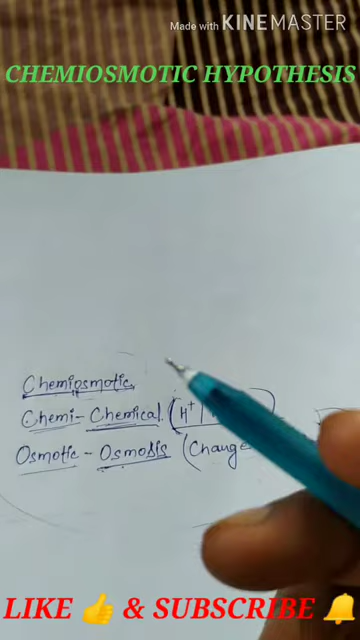 Made with KINEMASTER
CHEMIOSMOTIC HYPOTHESIS
Chemiosmotic
Chemi - Chemical (H+
Osmotic - Osmosis (Change
LIKE 👍 & SUBSCRIBE 🔔